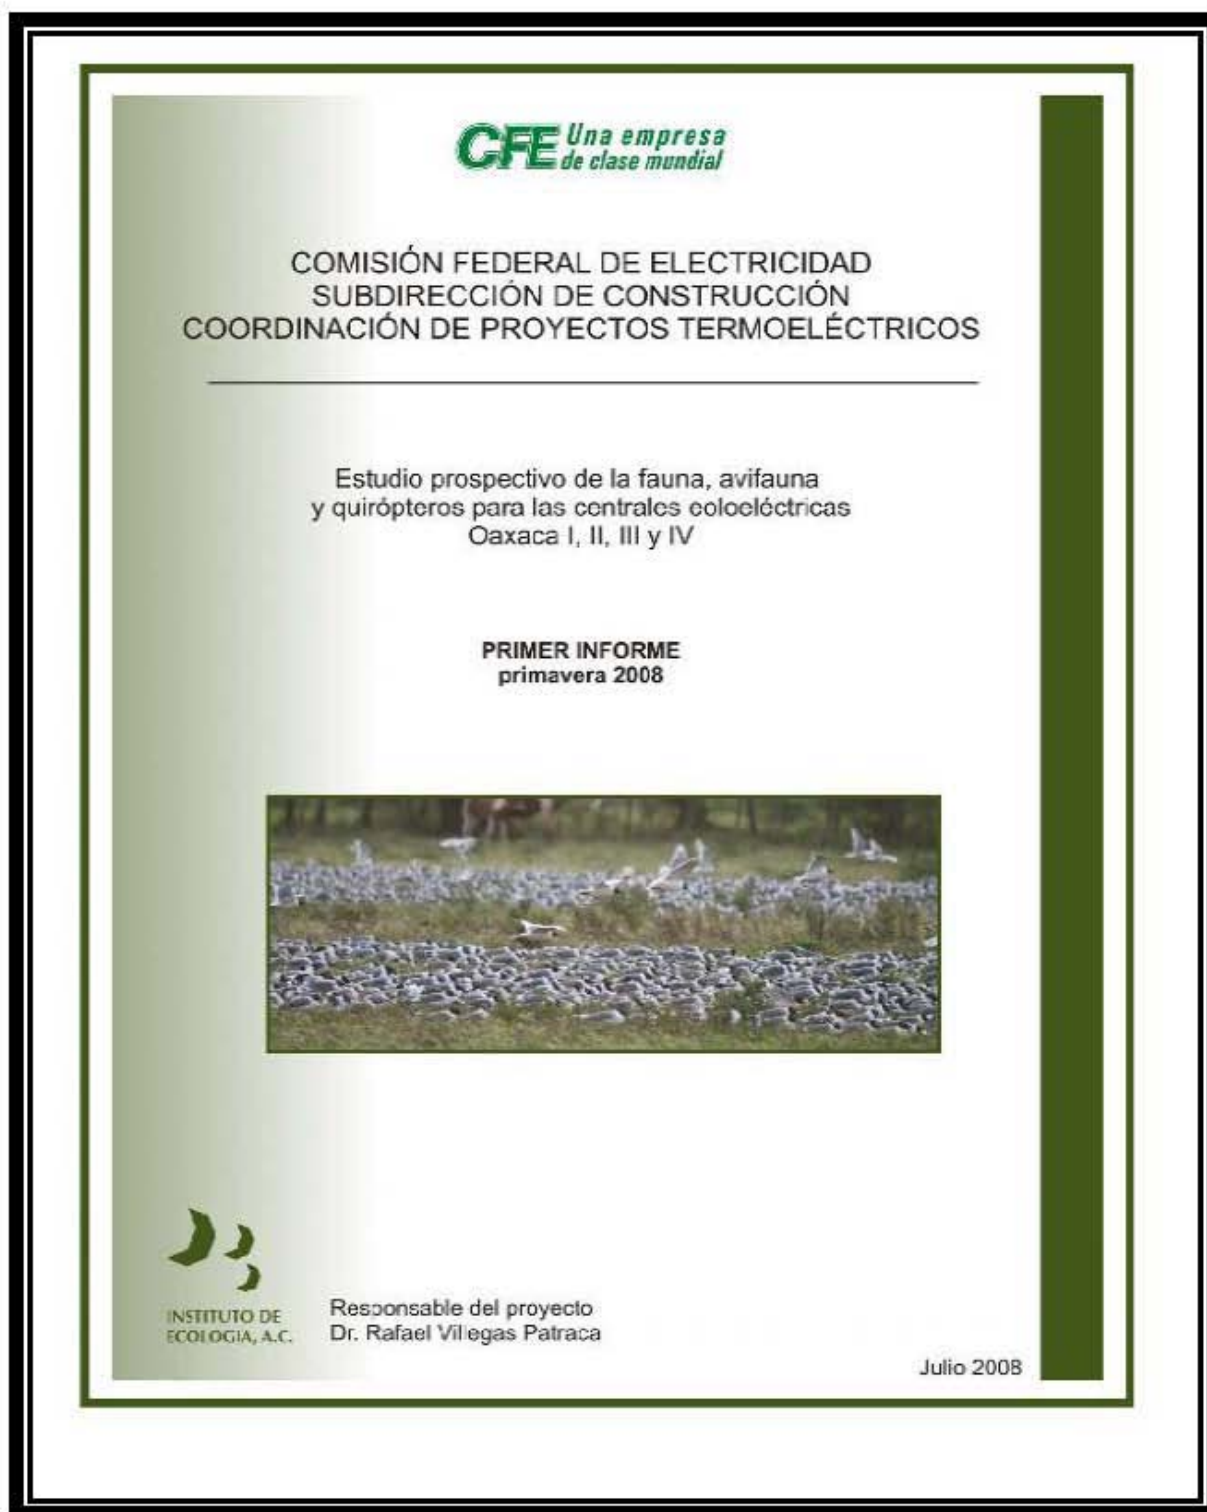 CFE Una empresa
de clase mundial
COMISIÓN FEDERAL DE ELECTRICIDAD
SUBDIRECCIÓN DE CONSTRUCCIÓN
COORDINACIÓN DE PROYECTOS TERMOELÉCTRICOS
Estudio prospectivo de la fauna, avifauna
y quirópteros para las centrales eoloeléctricas
Oaxaca I, II, III y IV
PRIMER INFORME
primavera 2008
INSTITUTO DE
ECOLOGIA, A.C.
Responsable del proyecto
Dr. Rafael Villegas Patraca
Julio 2008